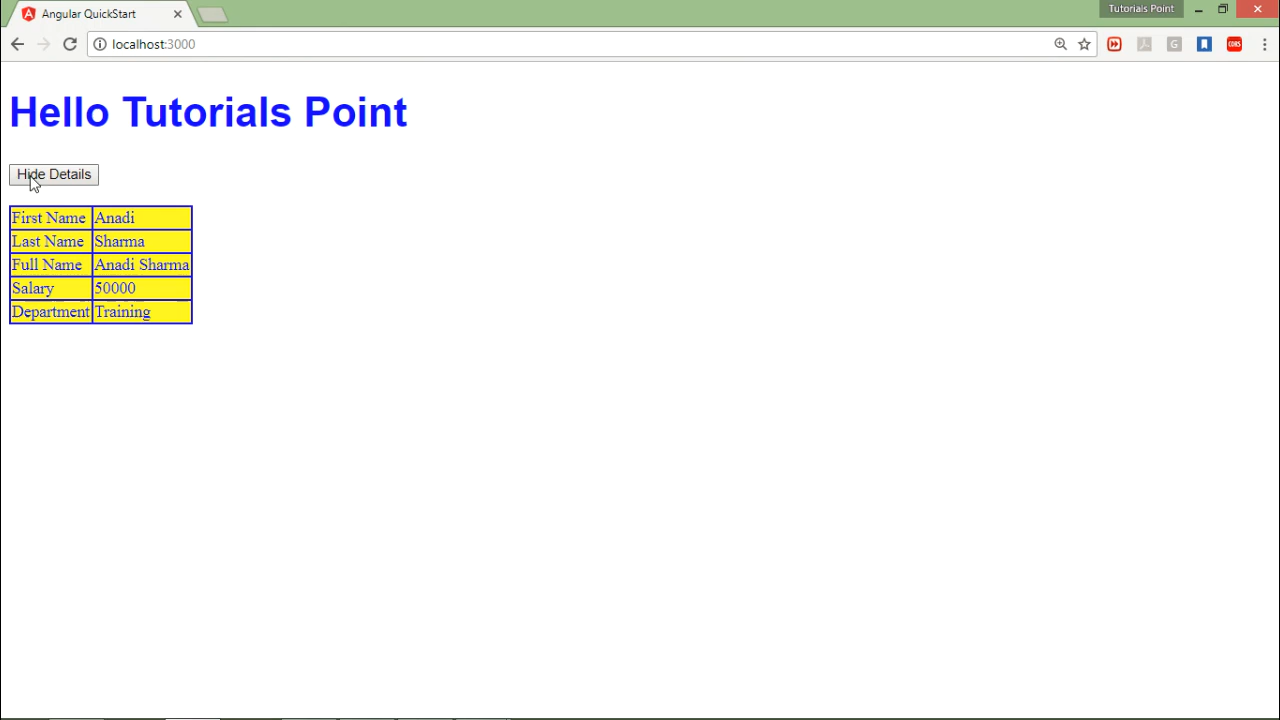 Angular QuickStart
Tutorials Point
localhost:3000
G
CORS
Hello Tutorials Point
Hide Details
First Name Anadi
Last Name Sharma
Full Name Anadi Sharma
Salary 50000
Department Training